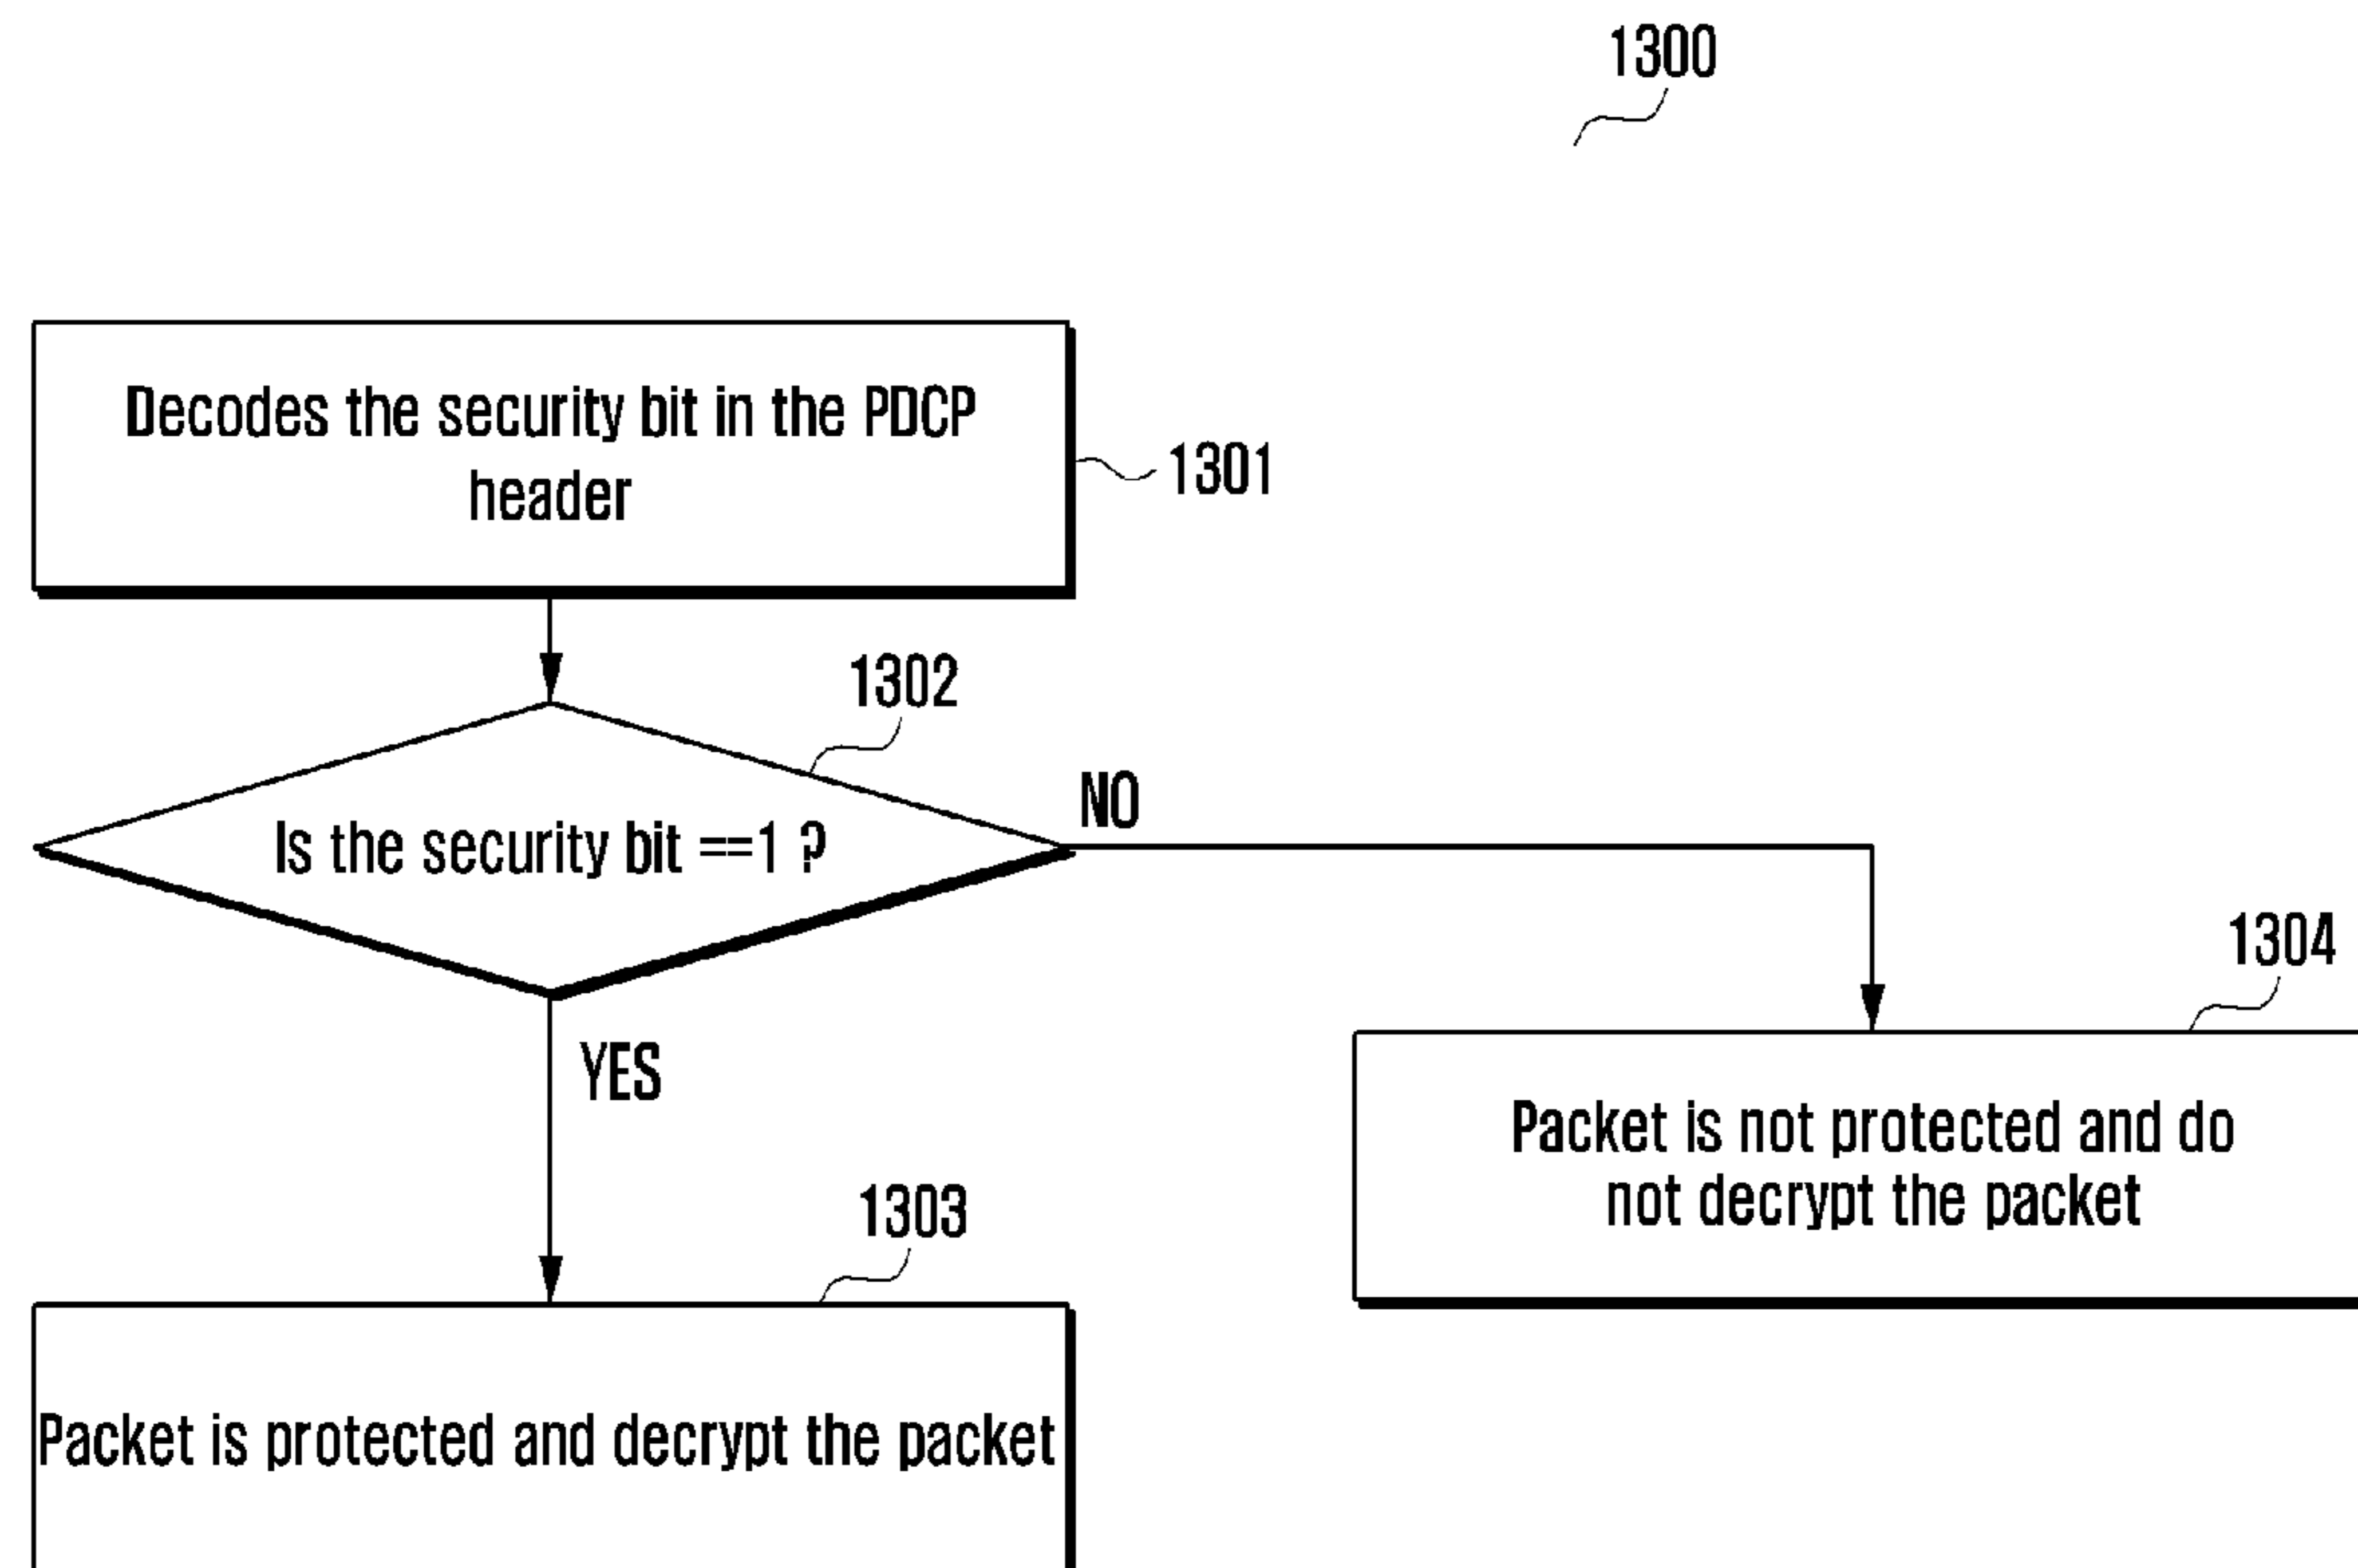 1300
Decodes the security bit in the PDCP
header
1301
1302
Is the security bit ==1 ?
NO
1304
YES
Packet is not protected and do
not decrypt the packet
1303
Packet is protected and decrypt the packet